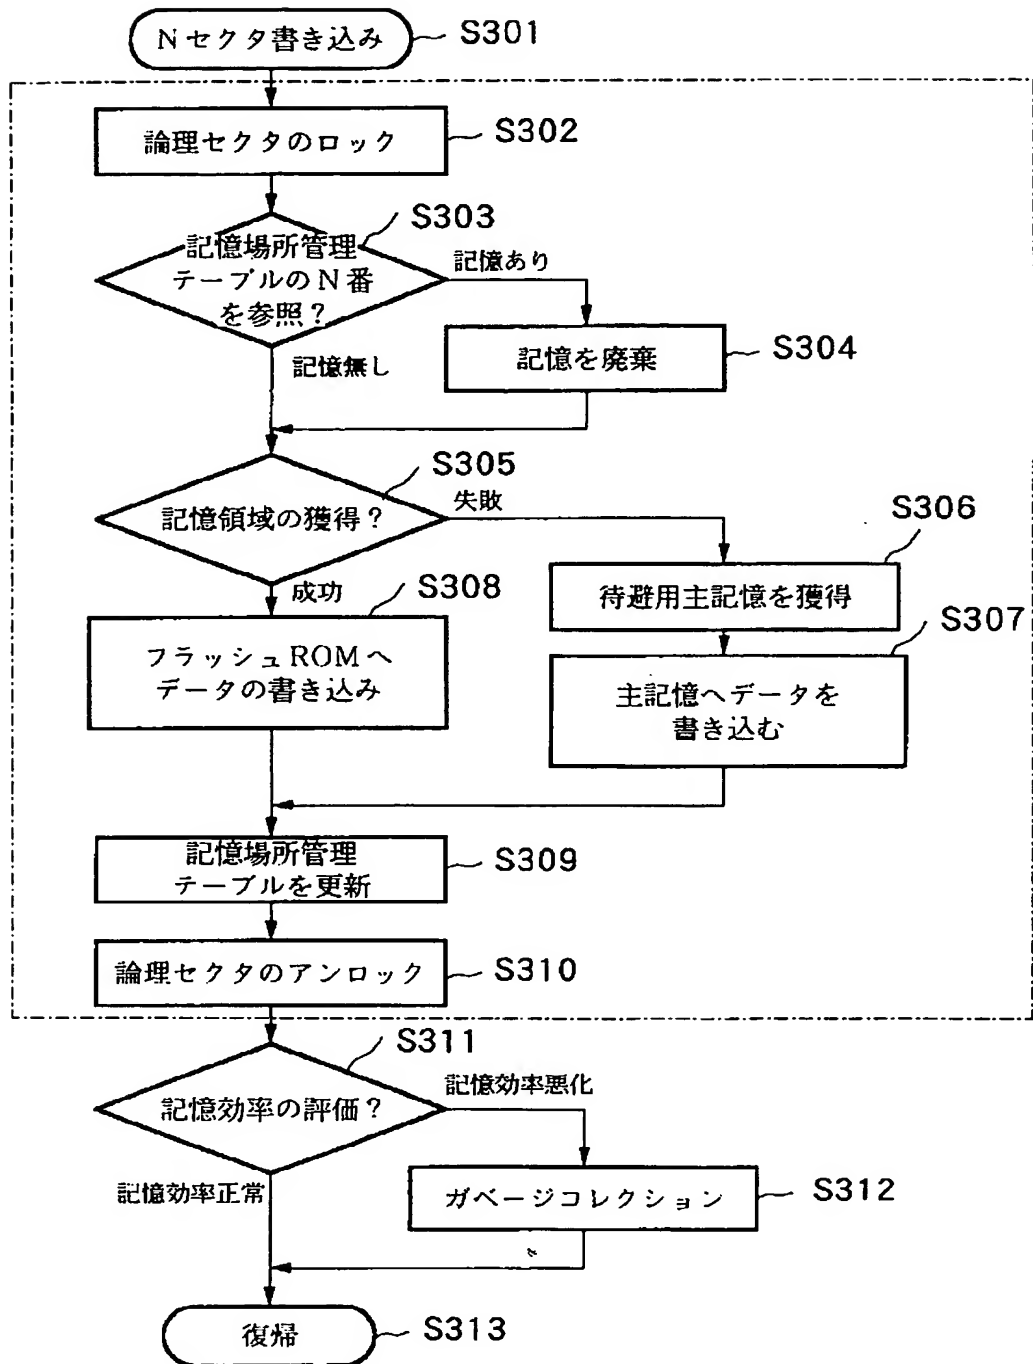 Nセクタ書き込み
S301
論理セクタのロック
S302
S303
記憶場所管理
テーブルのN番
を参照?
記憶あり
記憶無し
記憶を廃棄
S304
S305
記憶領域の獲得?
失敗
成功
S306
待避用主記憶を獲得
S307
主記憶へデータを
書き込む
S308
フラッシュROMへ
データの書き込み
記憶場所管理
テーブルを更新
S309
論理セクタのアンロック
S310
S311
記憶効率の評価?
記憶効率悪化
記憶効率正常
ガベージコレクション
S312
復帰
S313